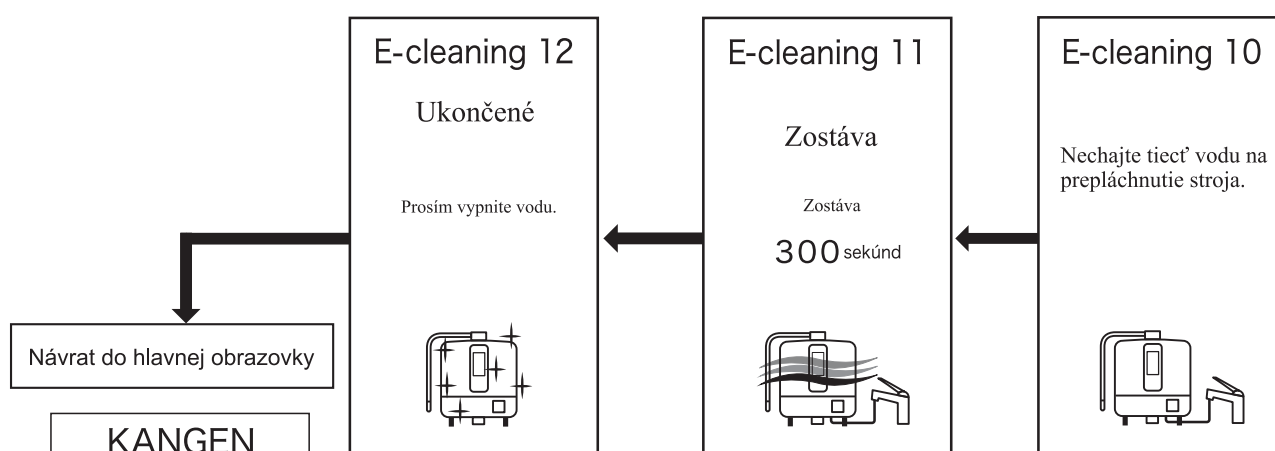 E-cleaning 12
Ukončené
Prosím vypnite vodu.
E-cleaning 11
Zostáva
Zostáva
300 sekúnd
E-cleaning 10
Nechajte tiecť vodu na
prepláchnutie stroja.
Návrat do hlavnej obrazovky
KANGEN